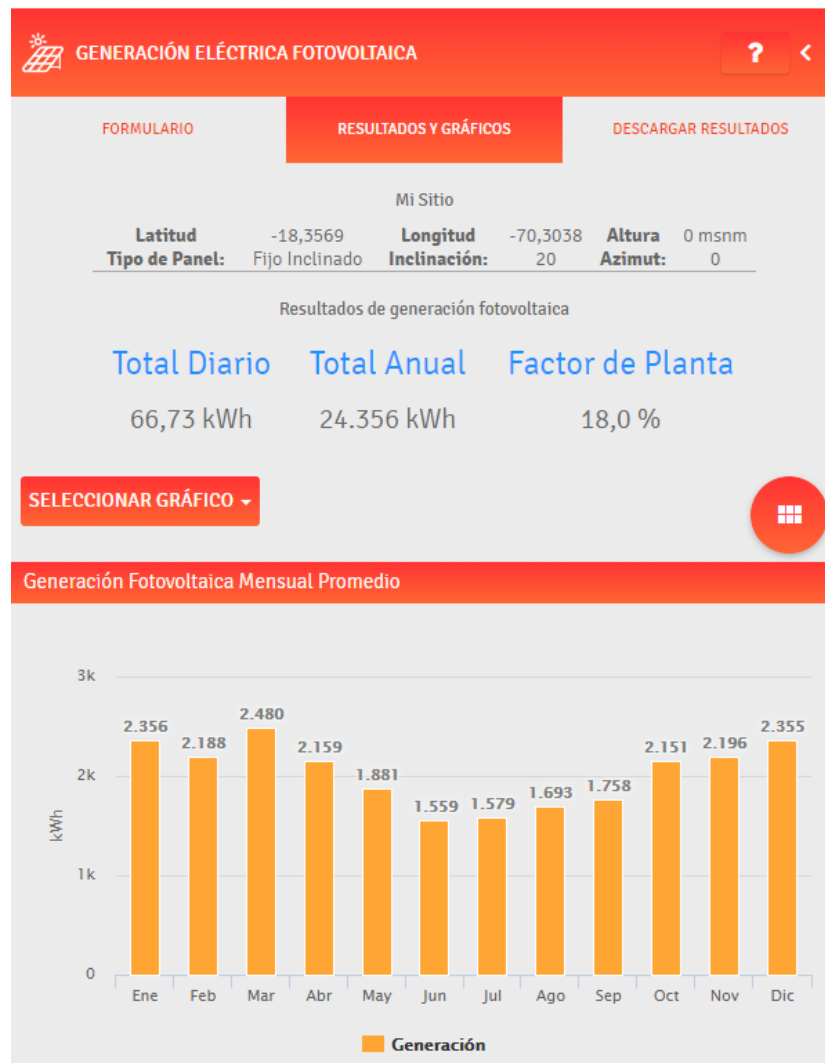 GENERACIÓN ELÉCTRICA FOTOVOLTAICA ?
FORMULARIO RESULTADOS Y GRÁFICOS DESCARGAR RESULTADOS
Mi Sitio
Latitud -18,3569 Longitud -70,3038 Altura 0 msnm
Tipo de Panel: Fijo Inclinado Inclinación: 20 Azimut: 0
Resultados de generación fotovoltaica
Total Diario Total Anual Factor de Planta
66,73 kWh 24.356 kWh 18,0 %
SELECCIONAR GRÁFICO
Generación Fotovoltaica Mensual Promedio
3k
2k
1k
0
kWh
2.356 2.188 2.480 2.159 1.881 1.559 1.579 1.693 1.758 2.151 2.196 2.355
Ene Feb Mar Abr May Jun Jul Ago Sep Oct Nov Dic
Generación